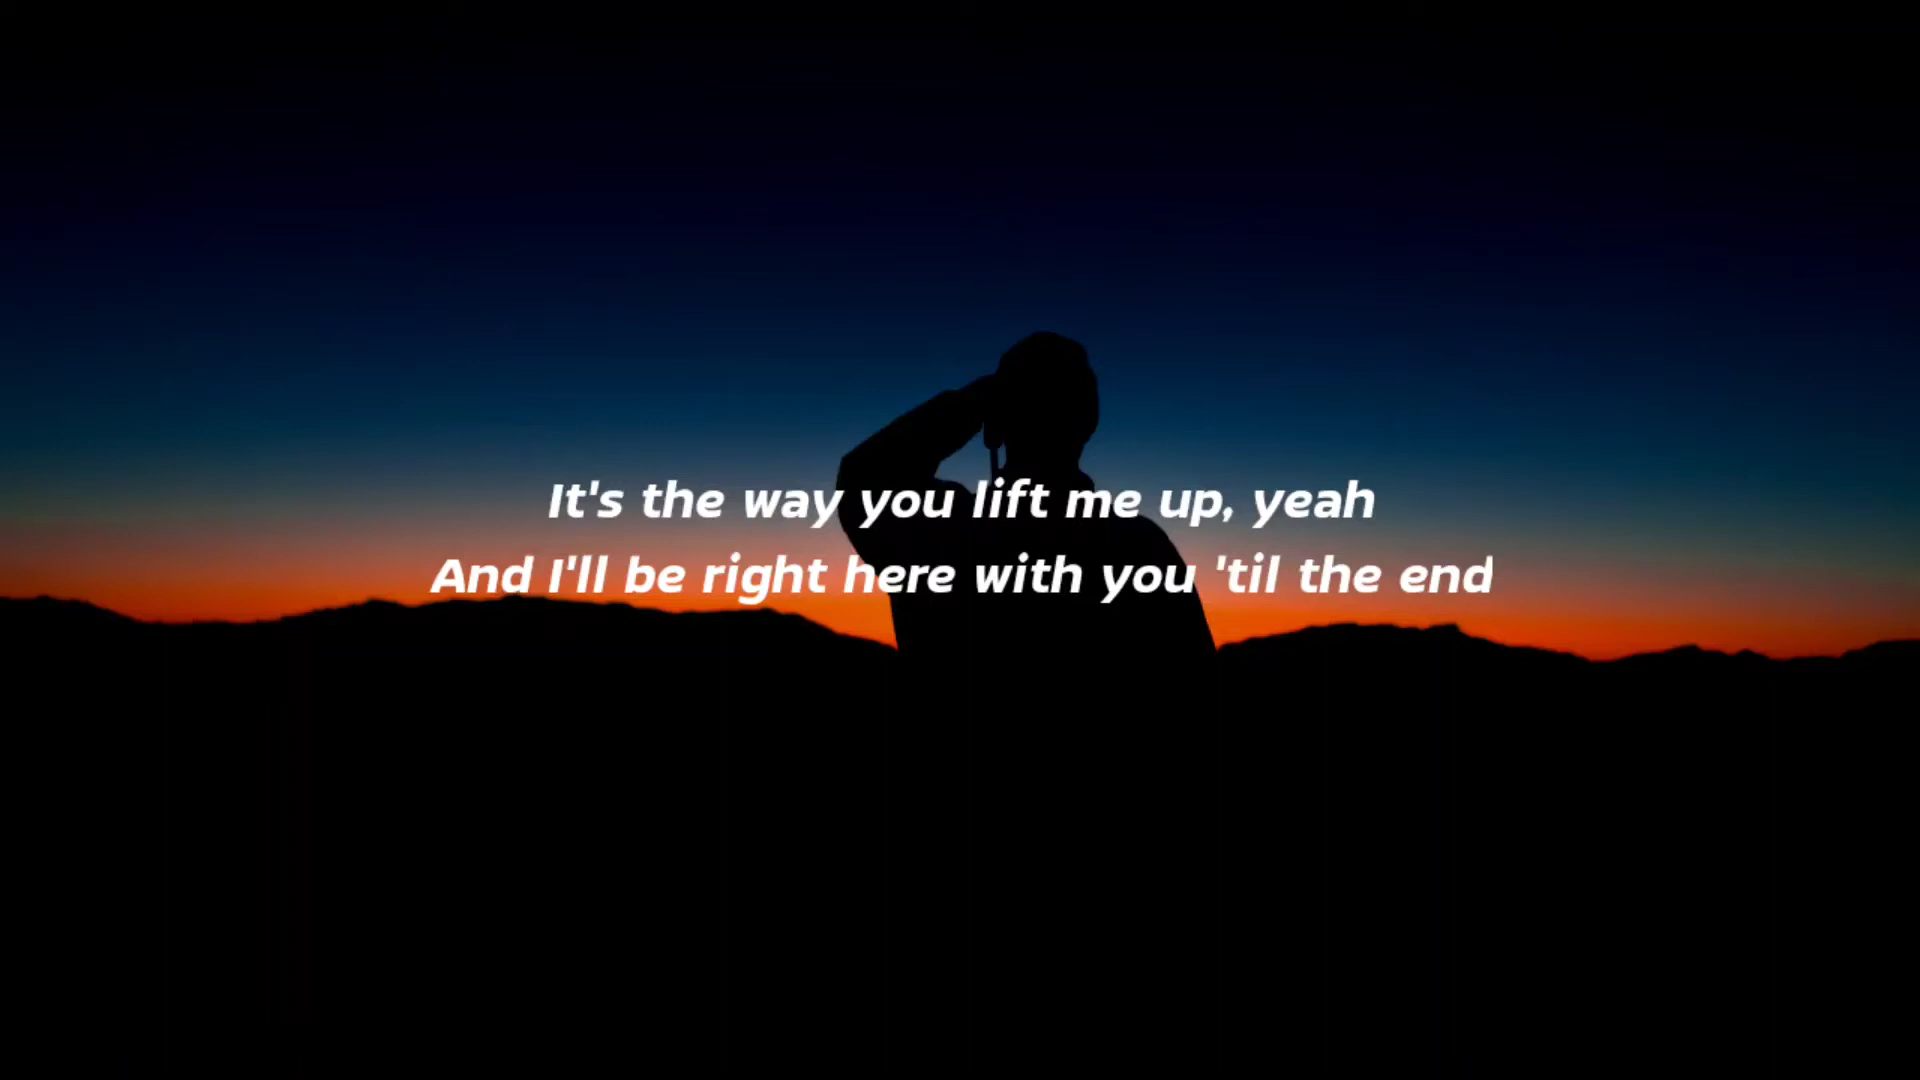 It's the way you lift me up, yeah
And I'll be right here with you 'til the end